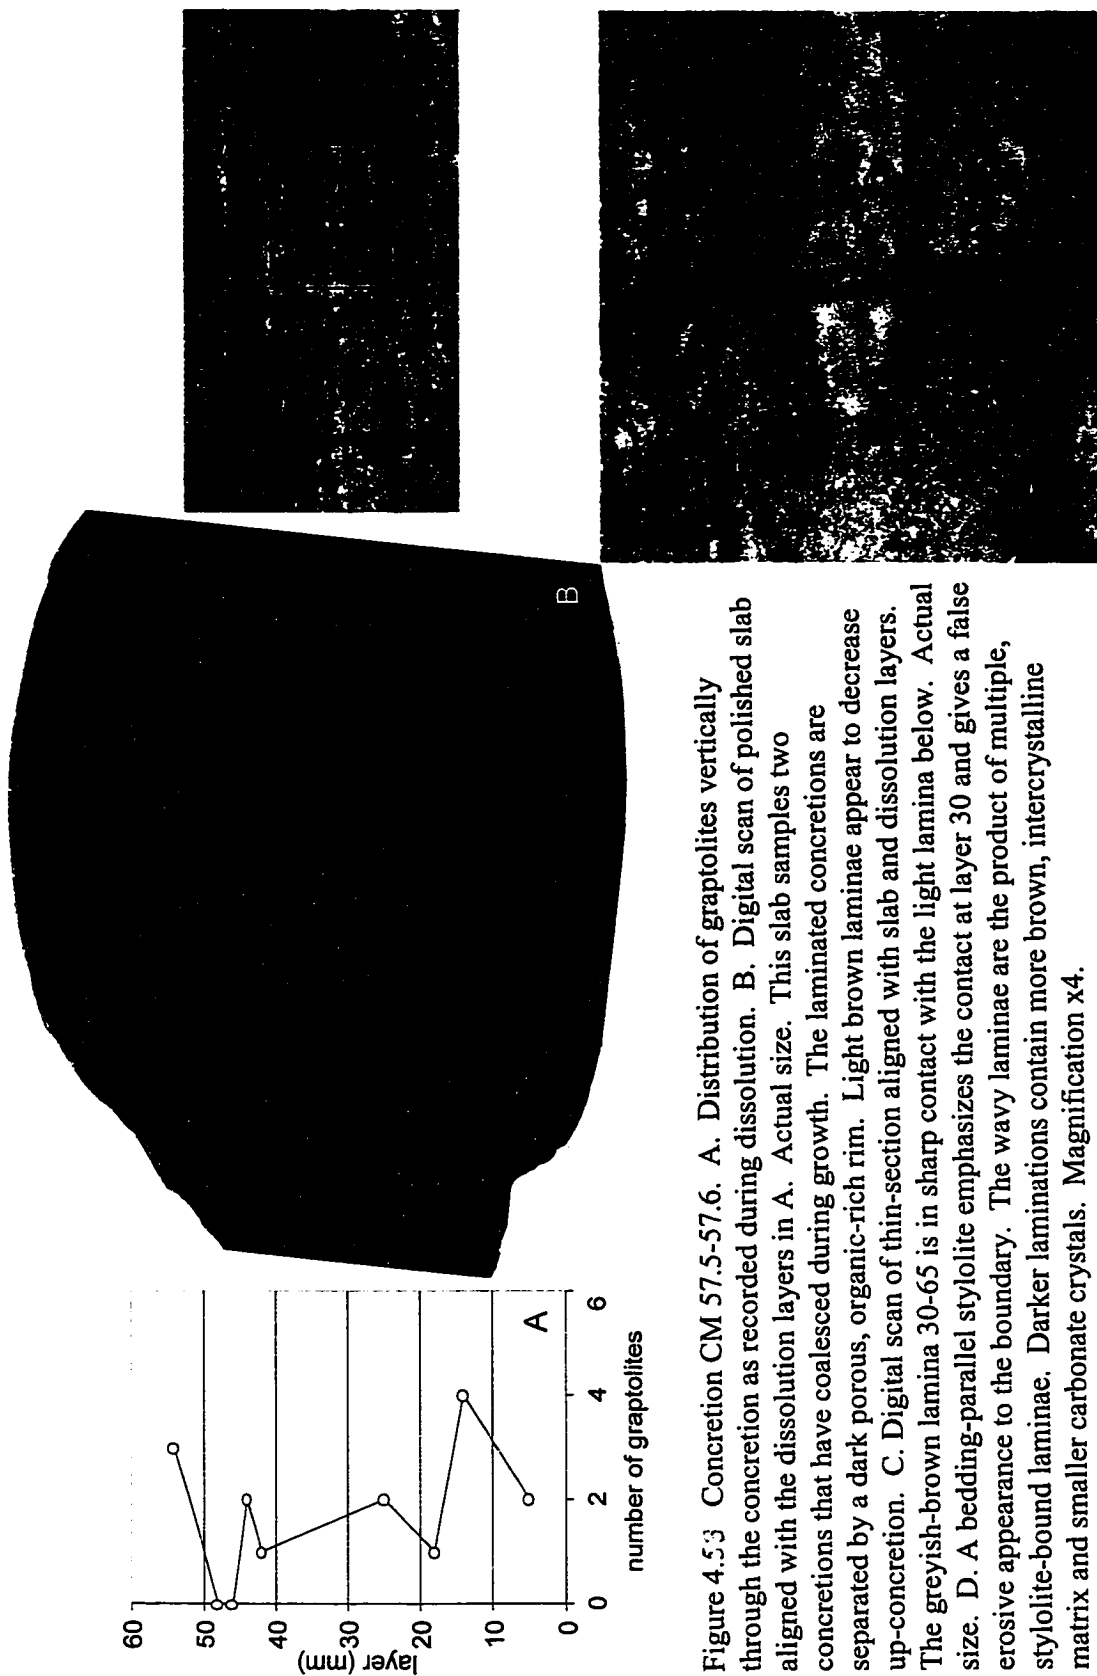 60
50
40
30
20
10
0
layer (mm)
0
2
4
6
number of graptolites
A
B
Figure 4.53 Concretion CM 57.5-57.6. A. Distribution of graptolites vertically
through the concretion as recorded during dissolution. B. Digital scan of polished slab
aligned with the dissolution layers in A. Actual size. This slab samples two
concretions that have coalesced during growth. The laminated concretions are
separated by a dark porous, organic-rich rim. Light brown laminae appear to decrease
up-concretion. C. Digital scan of thin-section aligned with slab and dissolution layers.
The greyish-brown lamina 30-65 is in sharp contact with the light lamina below. Actual
size. D. A bedding-parallel stylolite emphasizes the contact at layer 30 and gives a false
erosive appearance to the boundary. The wavy laminae are the product of multiple,
stylolite-bound laminae. Darker laminations contain more brown, intercrystalline
matrix and smaller carbonate crystals. Magnification x4.